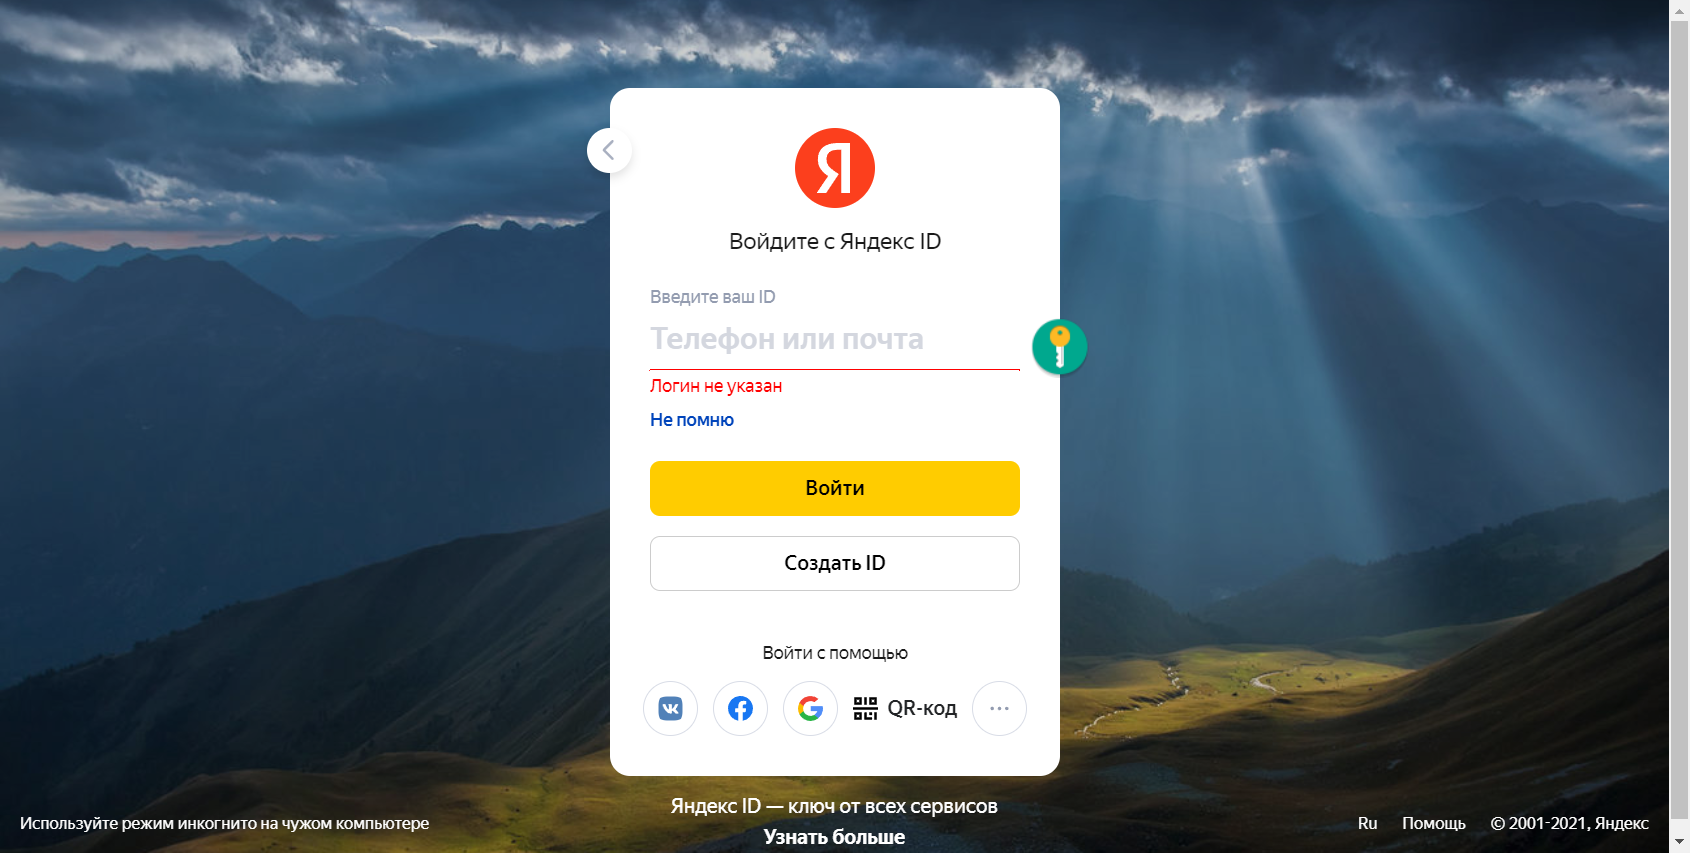 Я
Войдите с Яндекс ID
Введите ваш ID
Телефон или почта
Логин не указан
Не помню
Войти
Создать ID
Войти с помощью
QR-код
Яндекс ID — ключ от всех сервисов
Узнать больше
Используйте режим инкогнито на чужом компьютере
Ru Помощь © 2001-2021, Яндекс